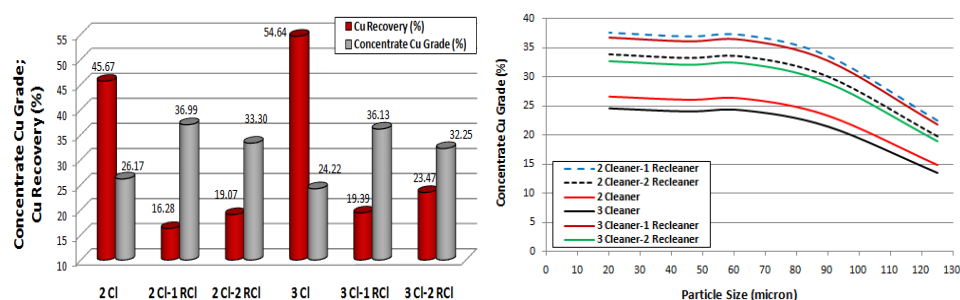 Concentrate Cu Grade;
Cu Recovery (%)
55
50
45
40
35
30
25
20
15
10
Cu Recovery (%)
Concentrate Cu Grade (%)
45.67
26.17
16.28
36.99
19.07
33.30
54.64
24.22
19.39
36.13
23.47
32.25
2 Cl
2 Cl-1 RCl
2 Cl-2 RCl
3 Cl
3 Cl-1 RCl
3 Cl-2 RCl
Concentrate Cu Grade (%)
40
35
30
25
20
15
10
5
0
2 Cleaner-1 Recleaner
2 Cleaner-2 Recleaner
2 Cleaner
3 Cleaner
3 Cleaner-1 Recleaner
3 Cleaner-2 Recleaner
0 10 20 30 40 50 60 70 80 90 100 110 120 130
Particle Size (micron)